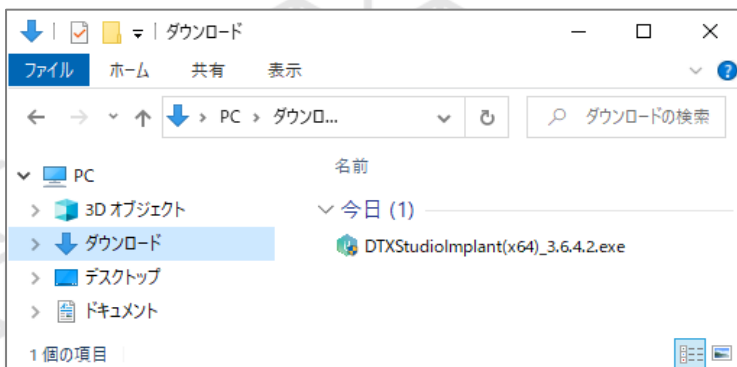 ダウンロード
ファイル ホーム 共有 表示
PC > ダウンロ... ダウンロードの検索
名前
PC
今日 (1)
3D オブジェクト
ダウンロード
DTXStudioImplant(x64)_3.6.4.2.exe
デスクトップ
ドキュメント
1 個の項目